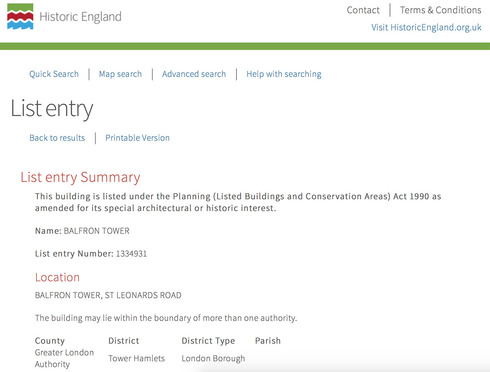 Historic England
Contact | Terms & Conditions
Visit HistoricEngland.org.uk
Quick Search | Map search | Advanced search | Help with searching
List entry
Back to results | Printable Version
List entry Summary
This building is listed under the Planning (Listed Buildings and Conservation Areas) Act 1990 as
amended for its special architectural or historic interest.
Name: BALFRON TOWER
List entry Number: 1334931
Location
BALFRON TOWER, ST LEONARDS ROAD
The building may lie within the boundary of more than one authority.
County District District Type Parish
Greater London
Authority Tower Hamlets London Borough